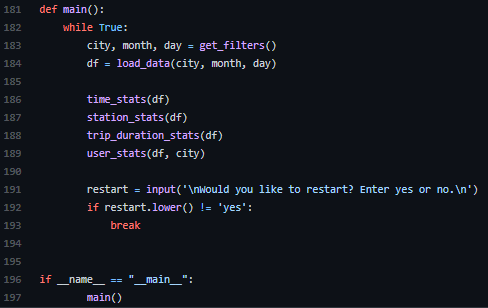 181 def main():
182     while True:
183         city, month, day = get_filters()
184         df = load_data(city, month, day)
185
186         time_stats(df)
187         station_stats(df)
188         trip_duration_stats(df)
189         user_stats(df, city)
190
191         restart = input('\nWould you like to restart? Enter yes or no.\n')
192         if restart.lower() != 'yes':
193             break
194
195
196 if __name__ == "__main__":
197         main()